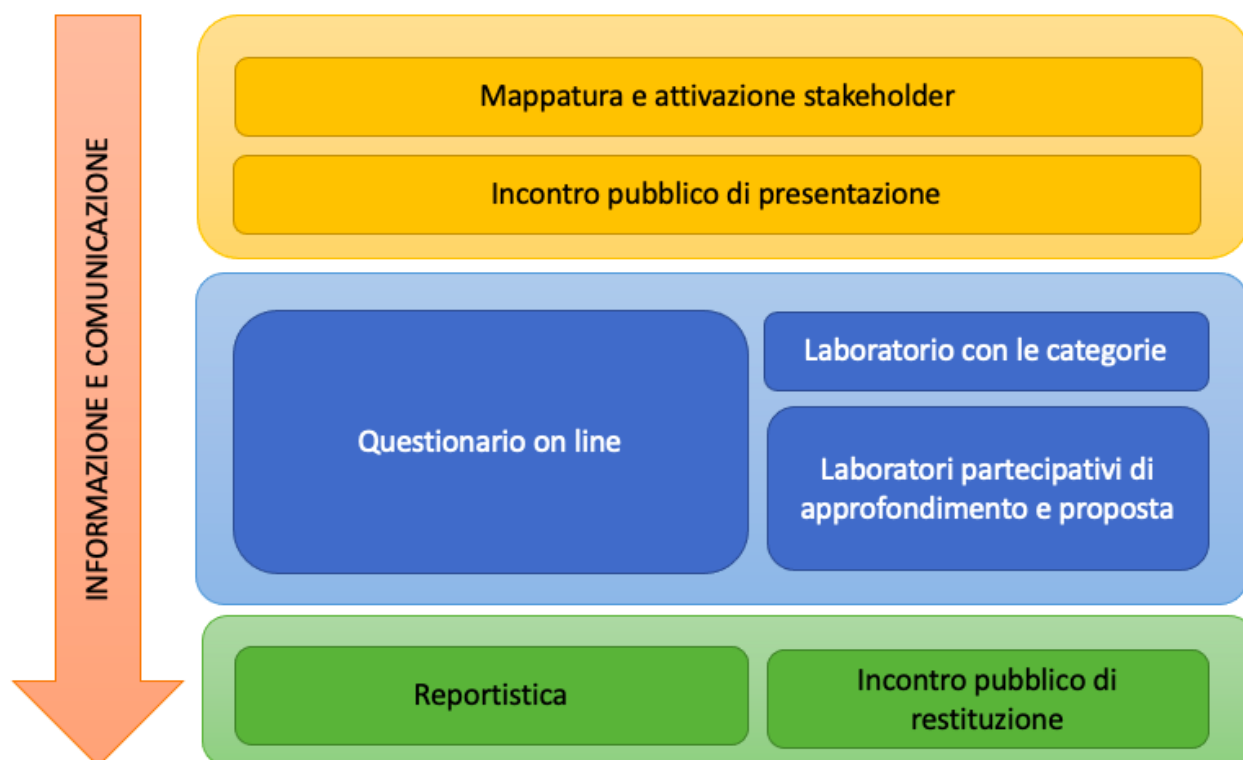 INFORMAZIONE E COMUNICAZIONE
Mappatura e attivazione stakeholder
Incontro pubblico di presentazione
Questionario on line
Laboratorio con le categorie
Laboratori partecipativi di
approfondimento e proposta
Reportistica
Incontro pubblico di
restituzione